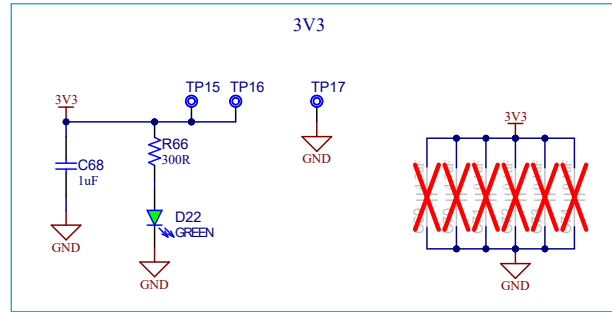 3V3
TP15
TP16
TP17
3V3
R66
300R
C68
1uF
D22
GREEN
GND
GND
GND
3V3
GND